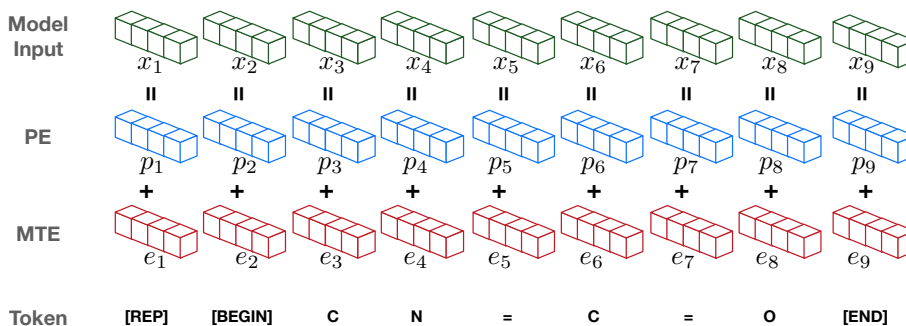 Model Input x1 x2 x3 x4 x5 x6 x7 x8 x9
= = = = = = = = =
PE p1 p2 p3 p4 p5 p6 p7 p8 p9
+ + + + + + + + +
MTE e1 e2 e3 e4 e5 e6 e7 e8 e9
Token [REP] [BEGIN] C N = C = O [END]